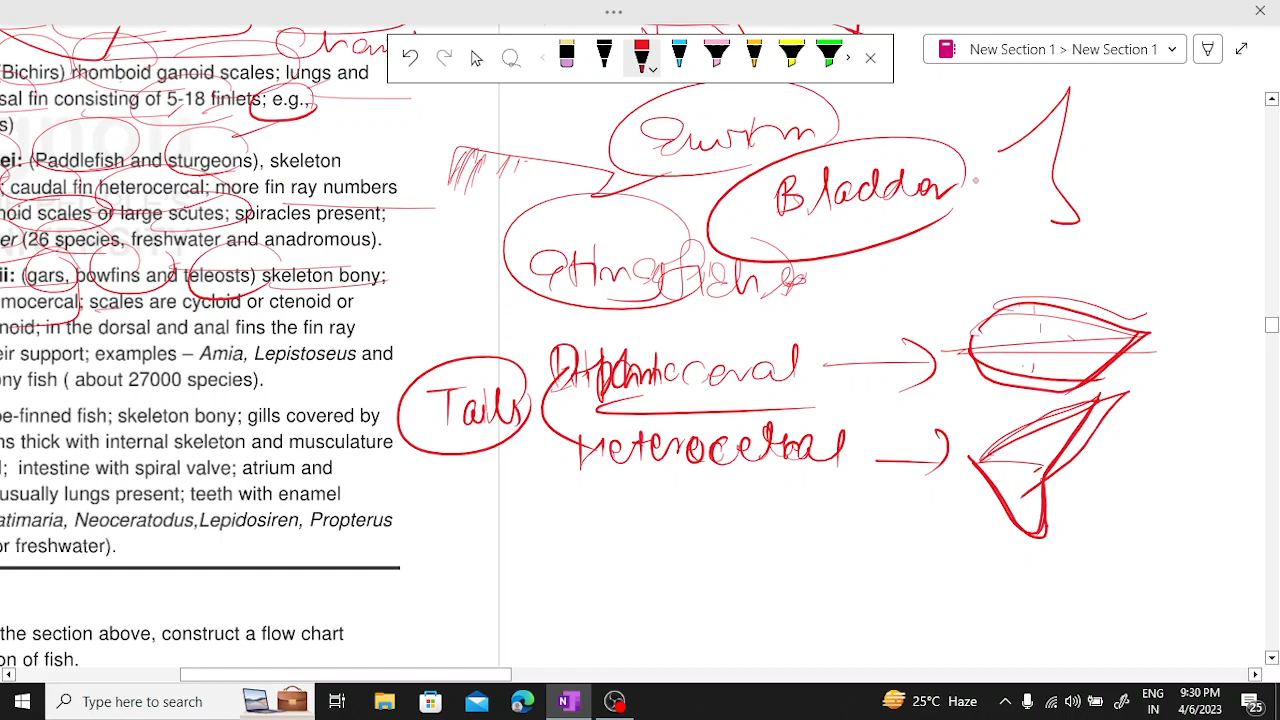 New Section 1 > New Section 1
(Bichirs) rhomboid ganoid scales; lungs and
sal fin consisting of 5-18 finlets; e.g.,
s)
ei: (Paddlefish and sturgeons), skeleton
caudal fin heterocercal; more fin ray numbers
noid scales or large scutes; spiracles present;
er (26 species, freshwater and anadromous).
ii: (gars, bowfins and teleosts) skeleton bony;
mocercal; scales are cycloid or ctenoid or
noid; in the dorsal and anal fins the fin ray
eir support; examples – Amia, Lepistoseus and
ony fish ( about 27000 species).
be-finned fish; skeleton bony; gills covered by
ns thick with internal skeleton and musculature
l; intestine with spiral valve; atrium and
usually lungs present; teeth with enamel
atimaria, Neoceratodus,Lepidosiren, Propterus
or freshwater).
the section above, construct a flow chart
on of fish.
Swim
Bladdar
Tails
Type here to search
25°C Haze
ENG
IN
9:30 PM
4/6/2023
25